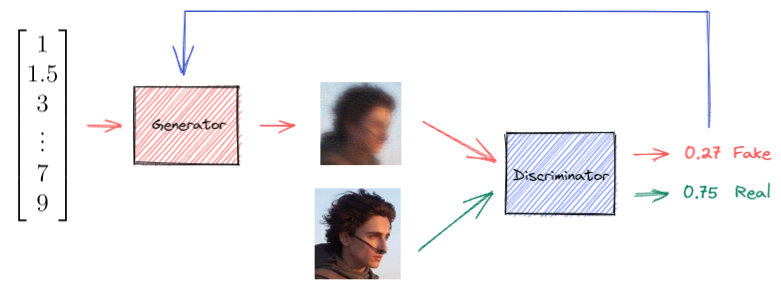 1
1.5
3
⋮
7
9
Generator
Discriminator
0.27 Fake
0.75 Real